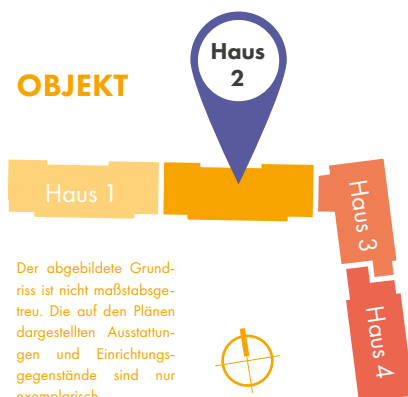 Haus
2
OBJEKT
Haus 1
Haus 3
Haus 4
Der abgebildete Grund-
riss ist nicht maßstabsge-
treu. Die auf den Plänen
dargestellten Ausstattun-
gen und Einrichtungs-
gegenstände sind nur
exemplarisch